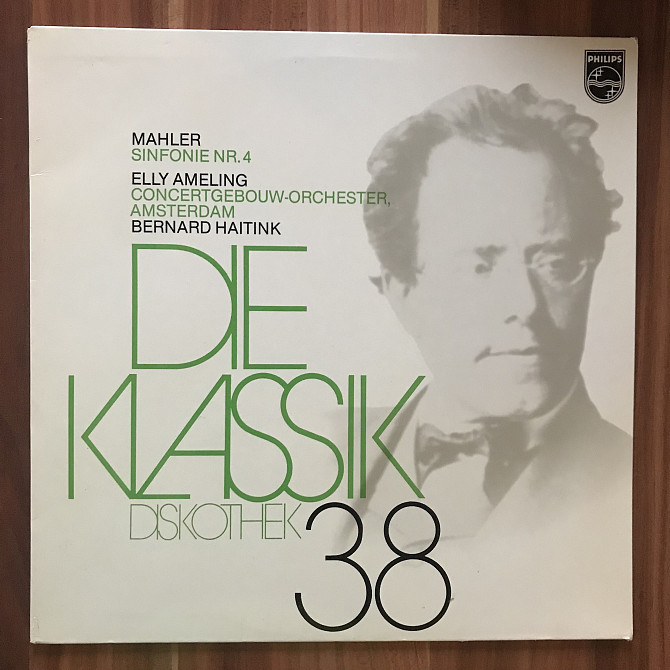 PHILIPS
MAHLER
SINFONIE NR. 4
ELLY AMELING
CONCERTGEBOUW-ORCHESTER,
AMSTERDAM
BERNARD HAITINK
DIE
KLASSIK
DISKOTHEK 38